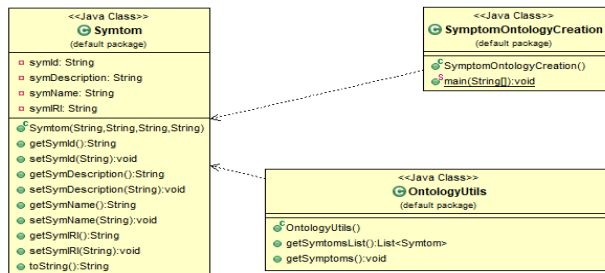 <<Java Class>>
Symtom
(default package)
symId: String
symDescription: String
symName: String
symIRI: String
Symtom(String,String,String,String)
getSymId():String
setSymId(String):void
getSymDescription():String
setSymDescription(String):void
getSymName():String
setSymName(String):void
getSymIRI():String
setSymIRI(String):void
toString():String
<<Java Class>>
SymptomOntologyCreation
(default package)
SymptomOntologyCreation()
main(String[]):void
<<Java Class>>
OntologyUtils
(default package)
OntologyUtils()
getSymtomsList():List<Symtom>
getSymptoms():void